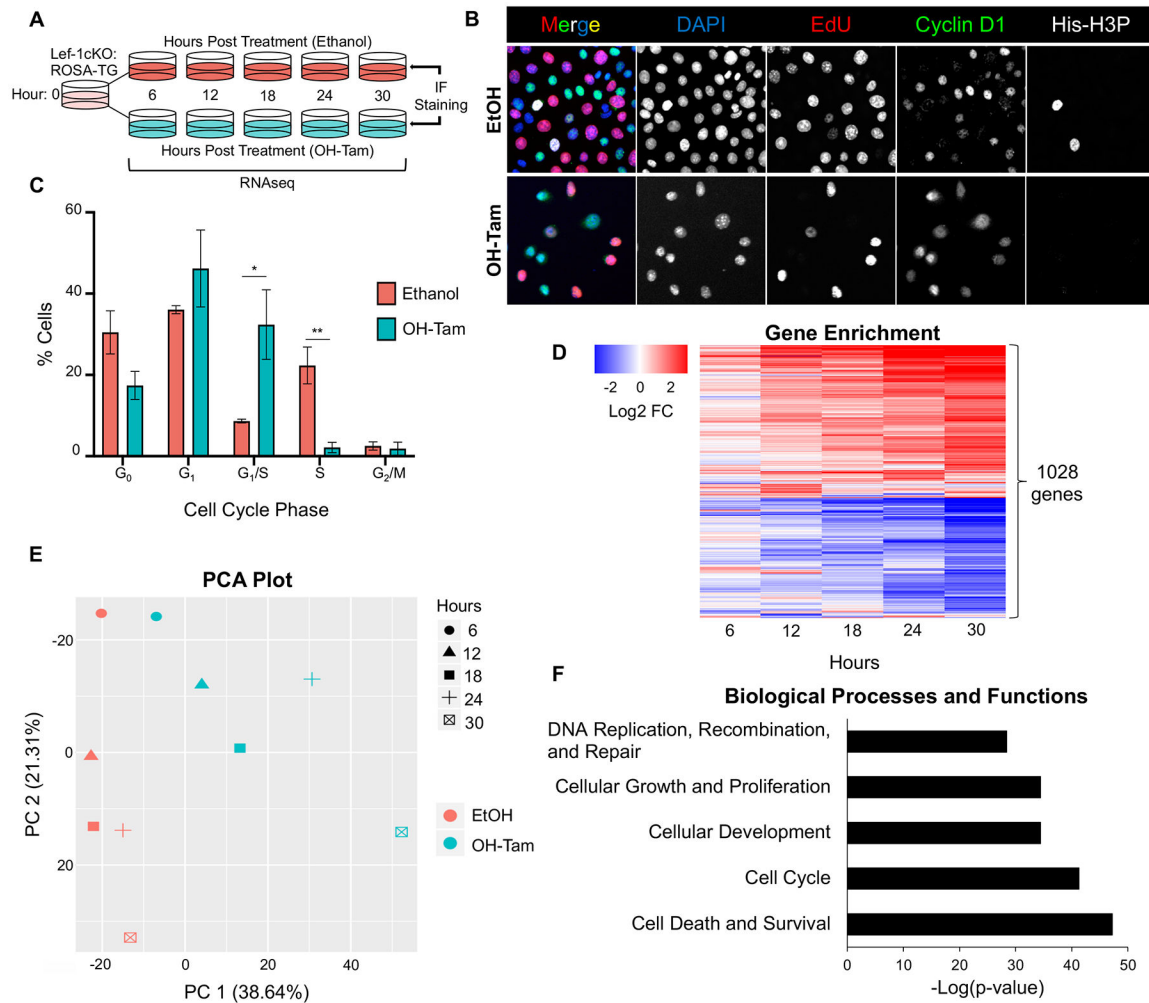 A
Lef-1cKO:
ROSA-TG
Hours Post Treatment (Ethanol)
Hour: 0
6 12 18 24 30
IF
Staining
Hours Post Treatment (OH-Tam)
RNAseq
B
Merge DAPI EdU Cyclin D1 His-H3P
EtOH
OH-Tam
C
60
40
20
0
% Cells
*
**
Ethanol
OH-Tam
G0 G1 G1/S S G2/M
Cell Cycle Phase
D
Gene Enrichment
-2 0 2
Log2 FC
1028
genes
6 12 18 24 30
Hours
E
PCA Plot
-20
0
20
PC 2 (21.31%)
-20 0 20 40
PC 1 (38.64%)
Hours
6
12
18
24
30
EtOH
OH-Tam
F
Biological Processes and Functions
DNA Replication, Recombination,
and Repair
Cellular Growth and Proliferation
Cellular Development
Cell Cycle
Cell Death and Survival
0 10 20 30 40 50
-Log(p-value)